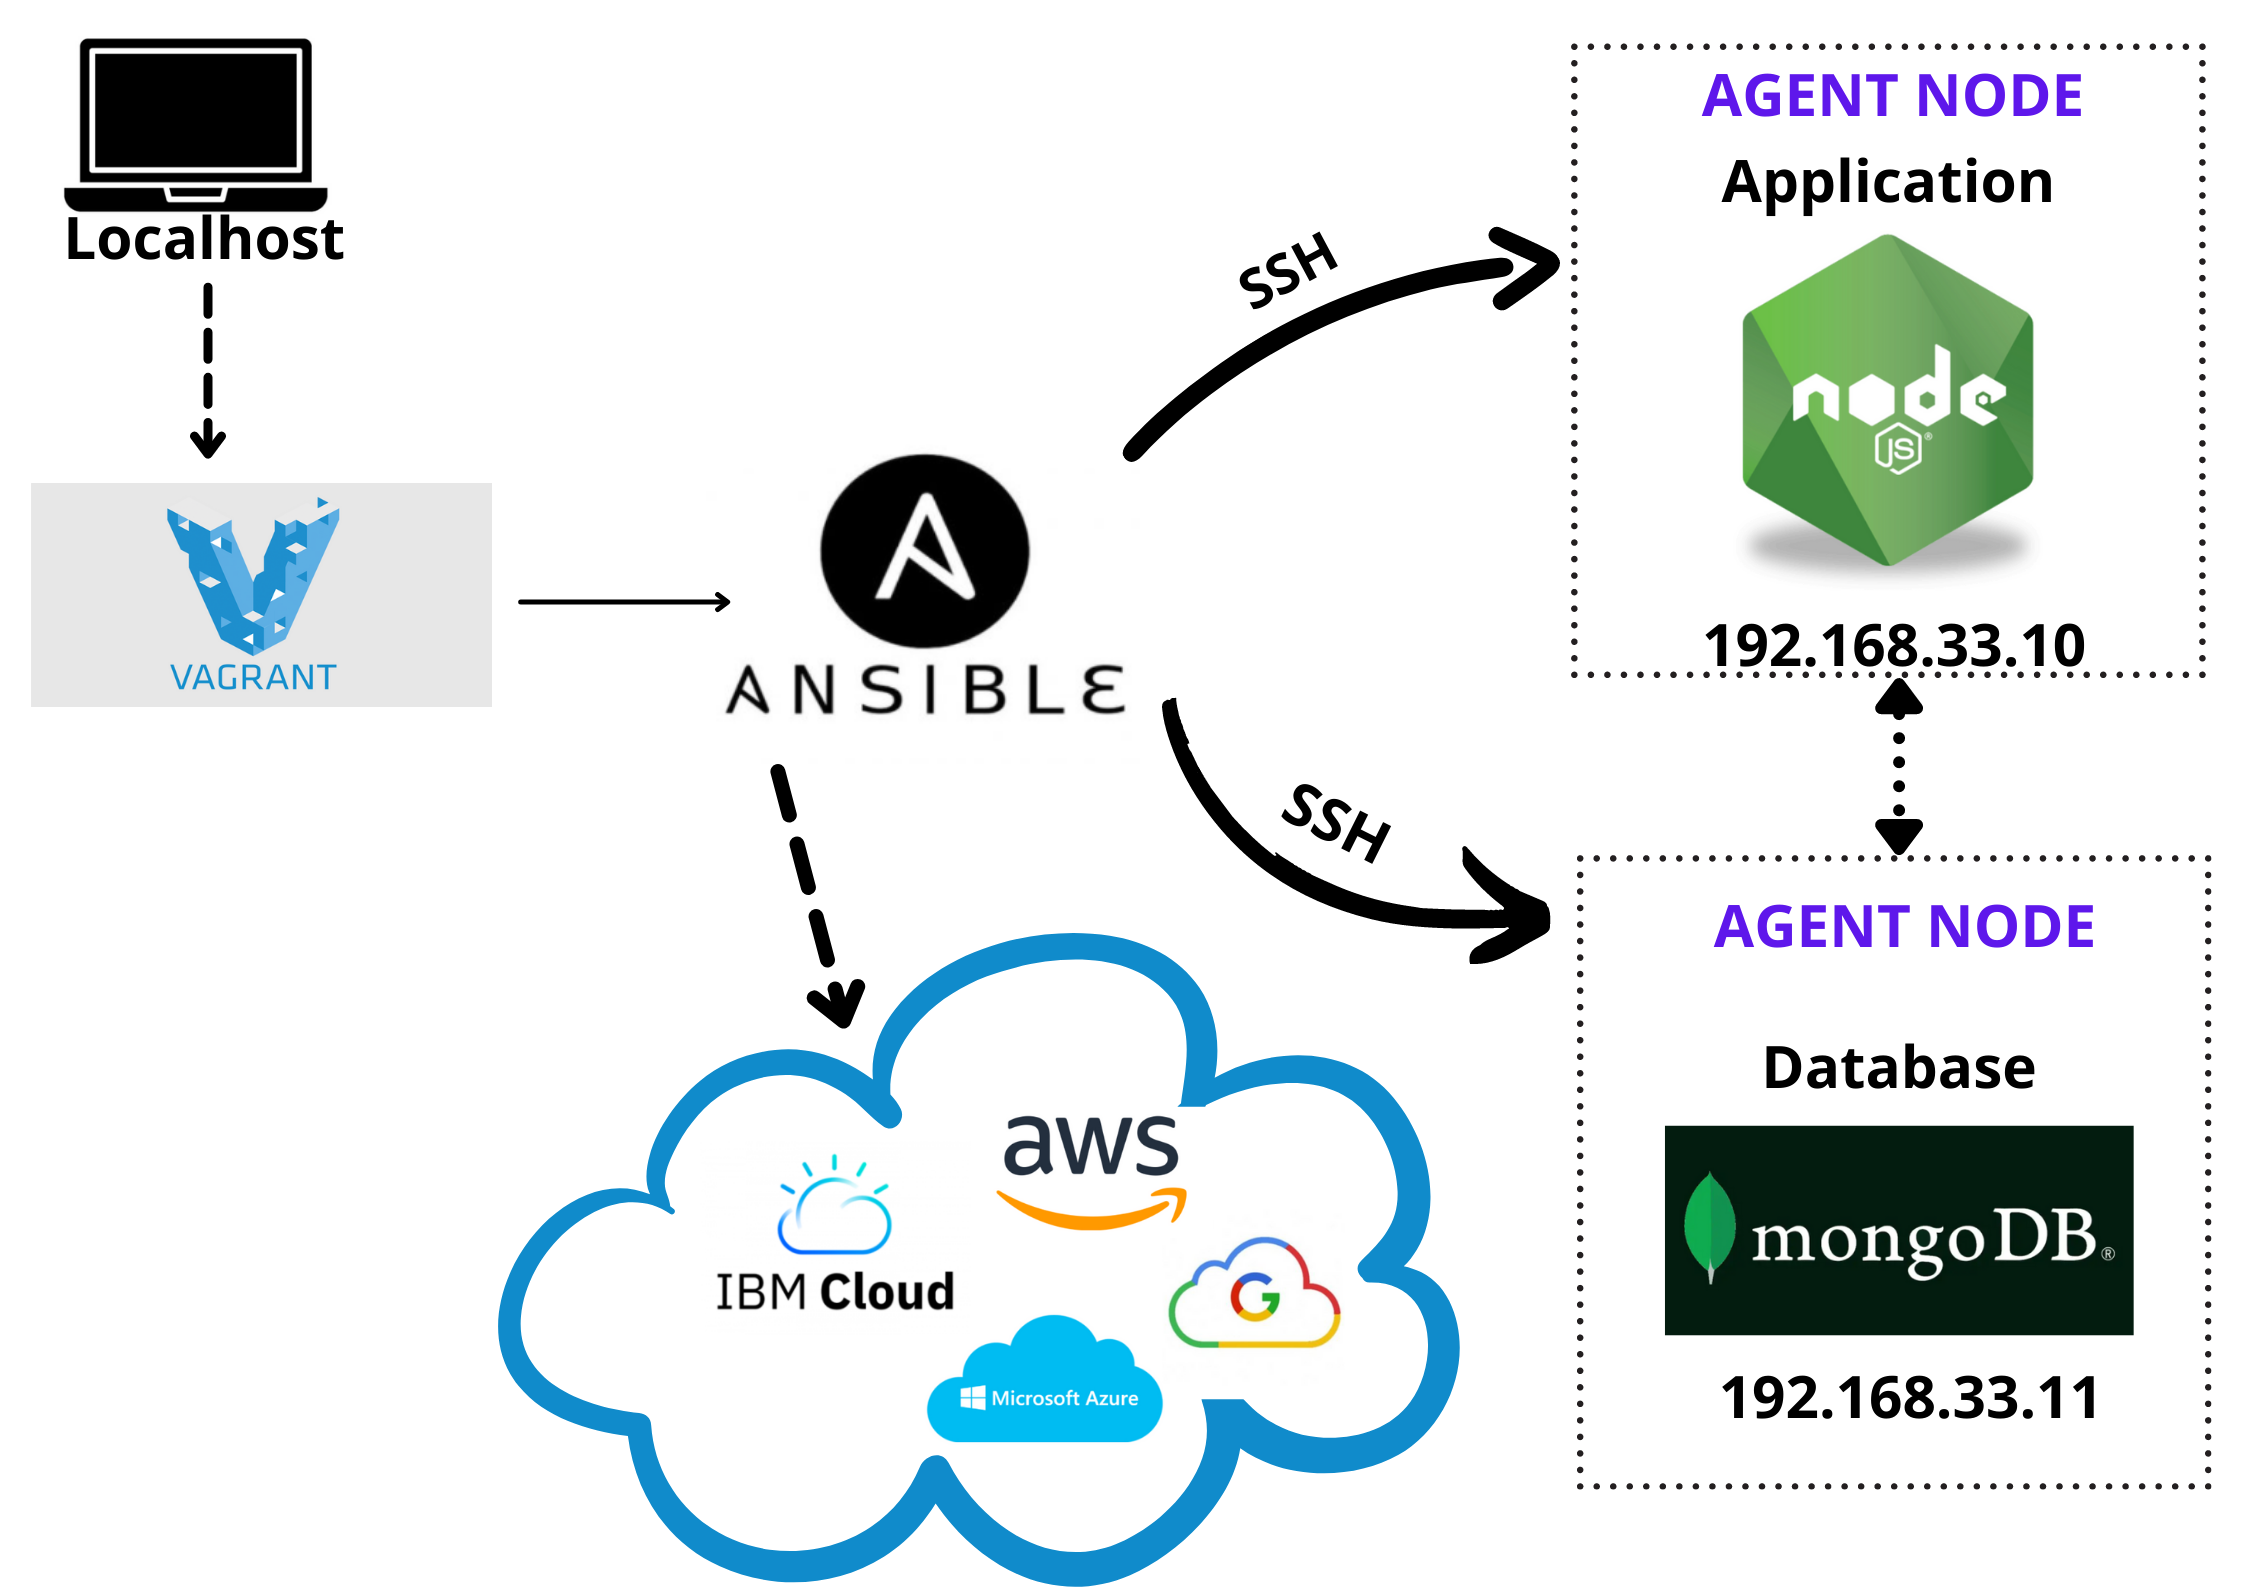 Localhost
VAGRANT
ANSIBLE
SSH
SSH
AGENT NODE
Application
node
JS ®
192.168.33.10
AGENT NODE
Database
mongoDB®
192.168.33.11
aws
IBM Cloud
G
Microsoft Azure